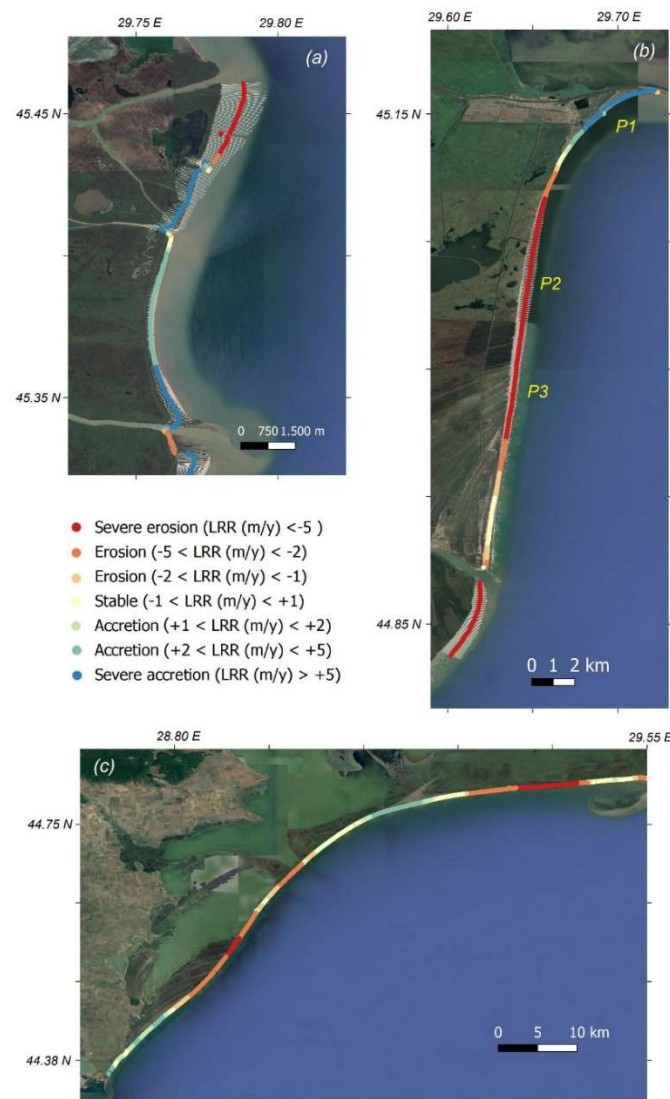 29.75 E
29.80 E
(a)
45.45 N
45.35 N
0 750 1.500 m
29.60 E
29.70 E
(b)
45.15 N
P1
P2
P3
44.85 N
0 1 2 km
Severe erosion (LRR (m/y) <-5 )
Erosion (-5 < LRR (m/y) < -2)
Erosion (-2 < LRR (m/y) < -1)
Stable (-1 < LRR (m/y) < +1)
Accretion (+1 < LRR (m/y) < +2)
Accretion (+2 < LRR (m/y) < +5)
Severe accretion (LRR (m/y) > +5)
28.80 E
29.55 E
(c)
44.75 N
44.38 N
0 5 10 km